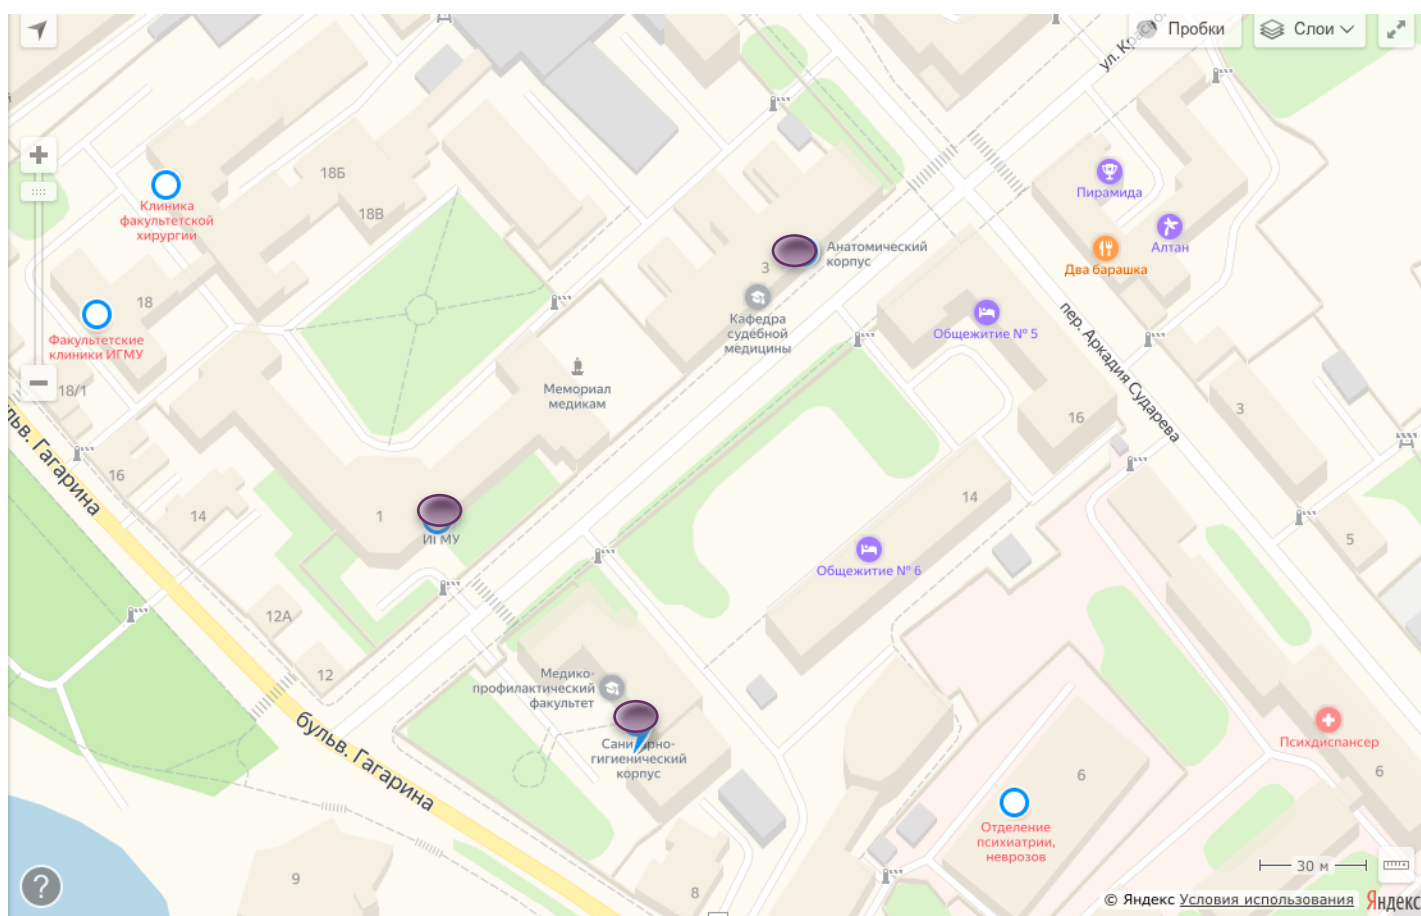 Пробки
Слои
ул. Крас
18Б
18В
Клиника
факультетской
хирургии
Пирамида
Алтан
Два барашка
Анатомический
корпус
3
Кафедра
судебной
медицины
18
Факультетские
клиники ИГМУ
18/1
Общежитие № 5
пер. Аркадия Сударева
Мемориал
медикам
16
3
бульв. Гагарина
16
14
1
ИГМУ
14
5
Общежитие № 6
12А
12
Медико-
профилактический
факультет
Санитарно-
гигиенический
корпус
бульв. Гагарина
Психдиспансер
6
6
Отделение
психиатрии,
неврозов
9
8
30 м
?
© Яндекс Условия использования
Яндекс